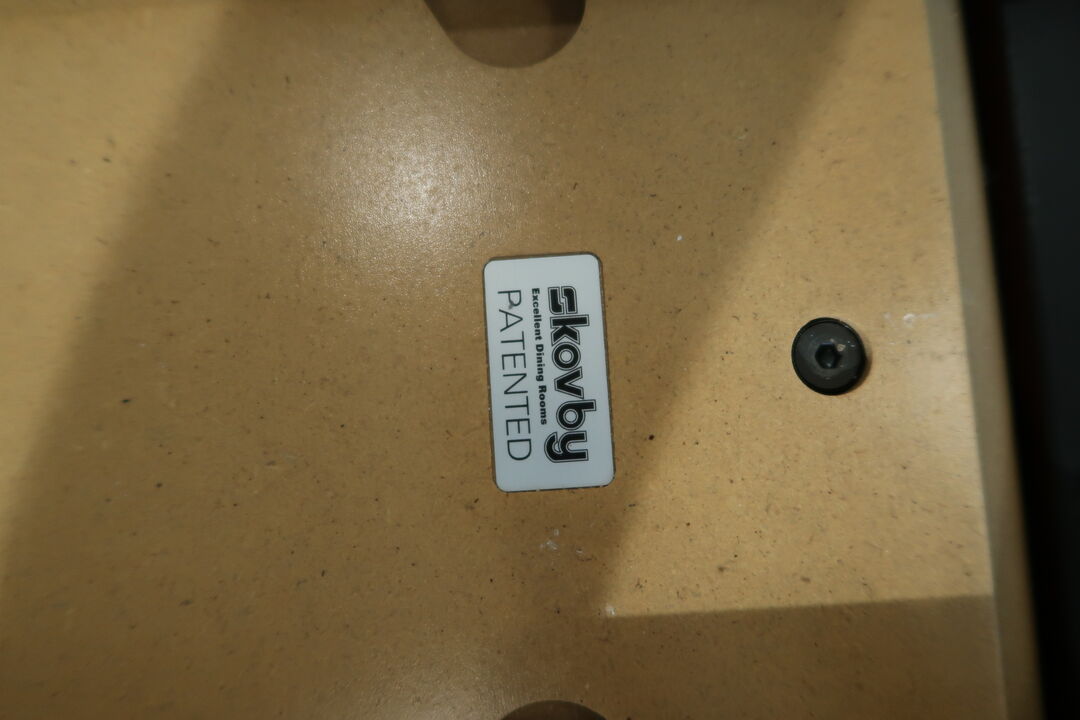 skovby
Excellent Dining Rooms
PATENTED